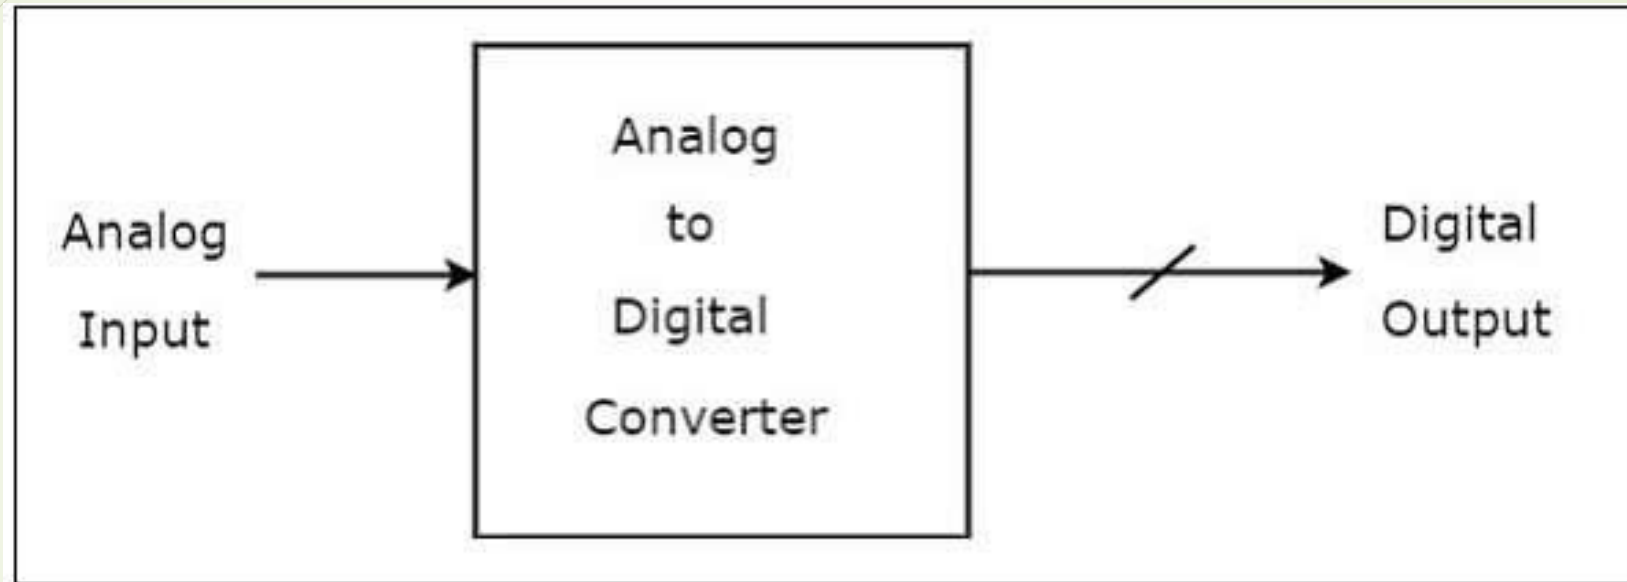 Analog
Input
Analog
to
Digital
Converter
Digital
Output